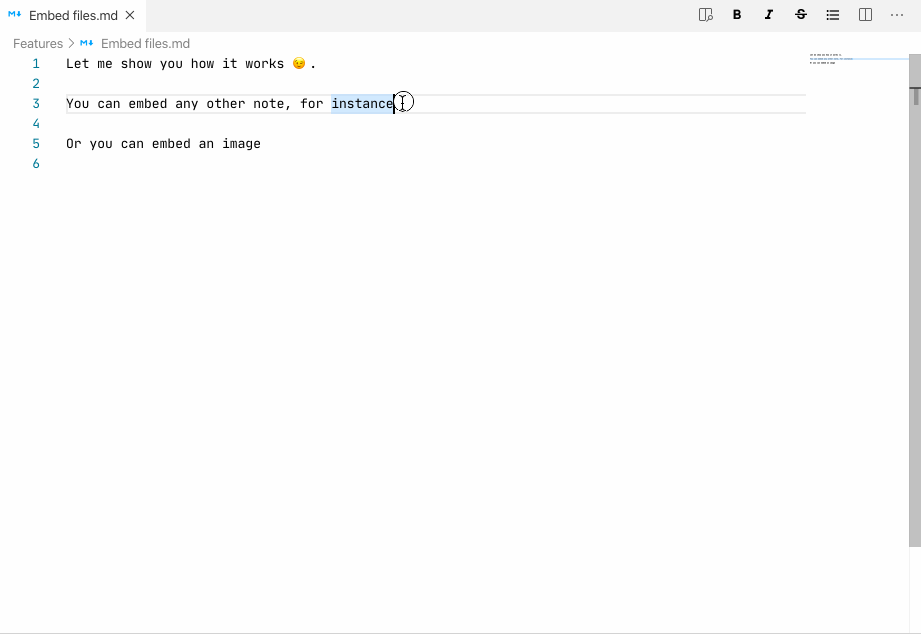 Embed files.md
B I S
Features > Embed files.md
1 Let me show you how it works 😉 .
2
3 You can embed any other note, for instance
4
5 Or you can embed an image
6